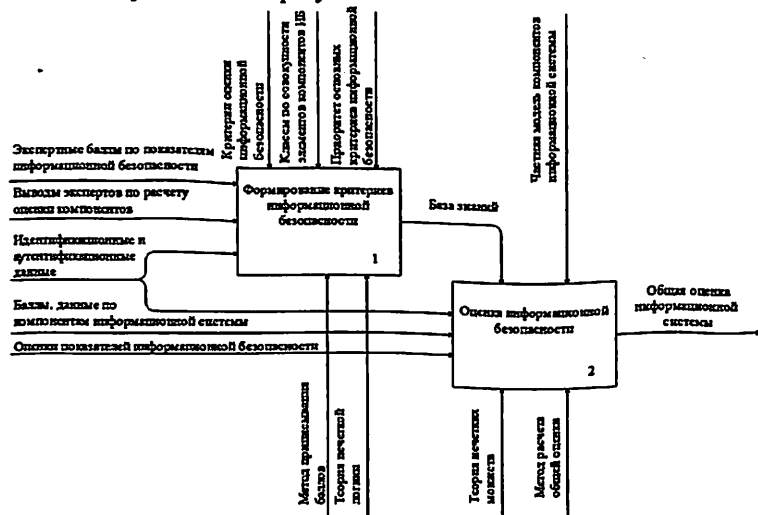 Критерии оценки
информационной
безопасности
Классы по совокупности
элементов компонентов ИБ
Приоритет основных
критериев информационной
безопасности
Частная модель компонентов
информационной системы
Экспертные баллы по показателям
информационной безопасности
Выводы экспертов по расчету
оценки компонентов
Идентификационные и
аутентификационные
данные
Баллы, данные по
компонентам информационной системы
Оценки показателей информационной безопасности
Формирование критериев
информационной
безопасности
1
База знаний
Оценка информационной
безопасности
2
Общая оценка
информационной
системы
Метод приписывания
баллов
Теория нечеткой
логики
Теория нечетких
множеств
Метод расчета
общей оценки